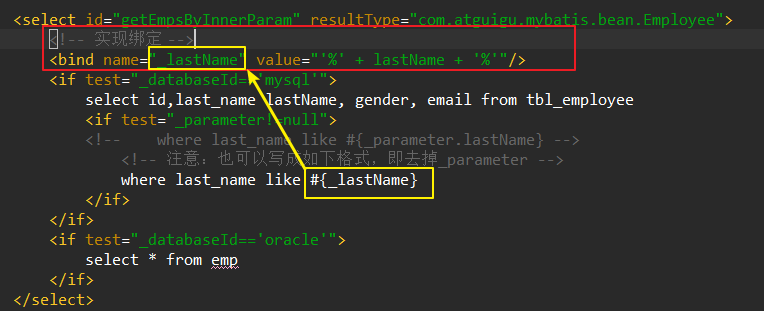 <select id="getEmpsByInnerParam" resultType="com.atguigu.mybatis.bean.Employee">
<!-- 实现绑定 -->
<bind name="_lastName" value="'%' + lastName + '%'"/>
<if test="_databaseId=='mysql'">
select id,last_name lastName, gender, email from tbl_employee
<if test="_parameter!=null">
<!-- where last_name like #{_parameter.lastName} -->
<!-- 注意：也可以写成如下格式，即去掉_parameter -->
where last_name like #{_lastName}
</if>
</if>
<if test="_databaseId=='oracle'">
select * from emp
</if>
</select>